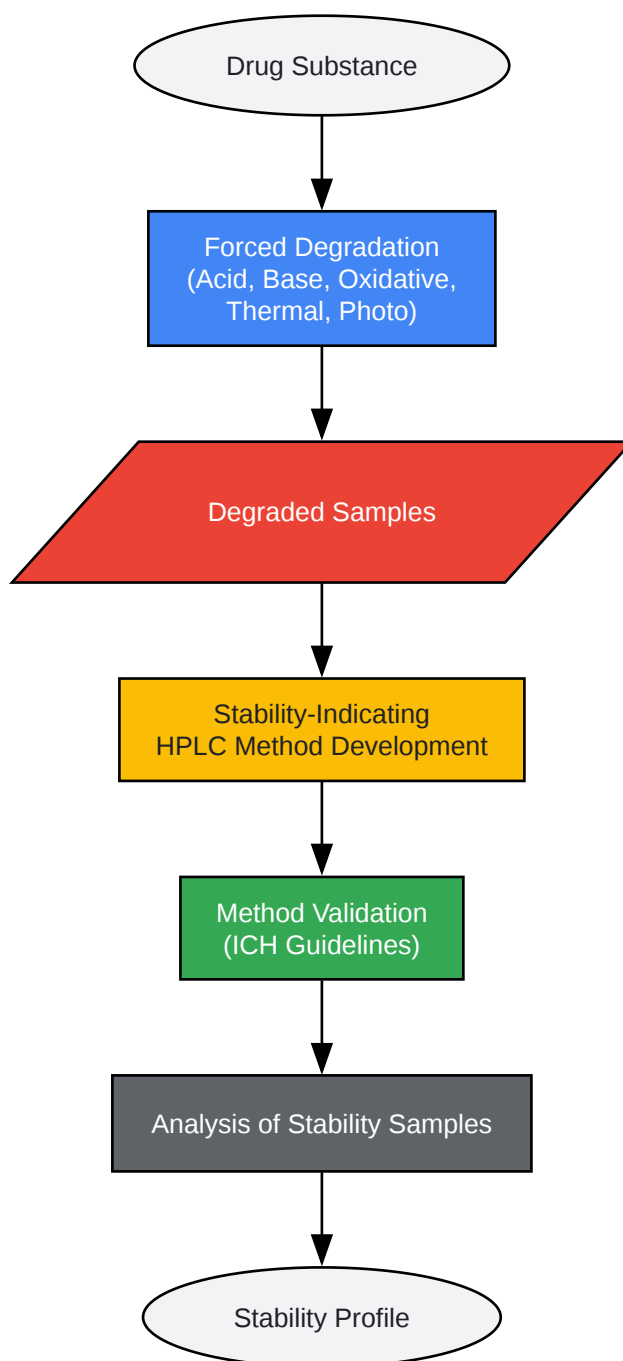 Drug Substance
Forced Degradation
(Acid, Base, Oxidative,
Thermal, Photo)
Degraded Samples
Stability-Indicating
HPLC Method Development
Method Validation
(ICH Guidelines)
Analysis of Stability Samples
Stability Profile